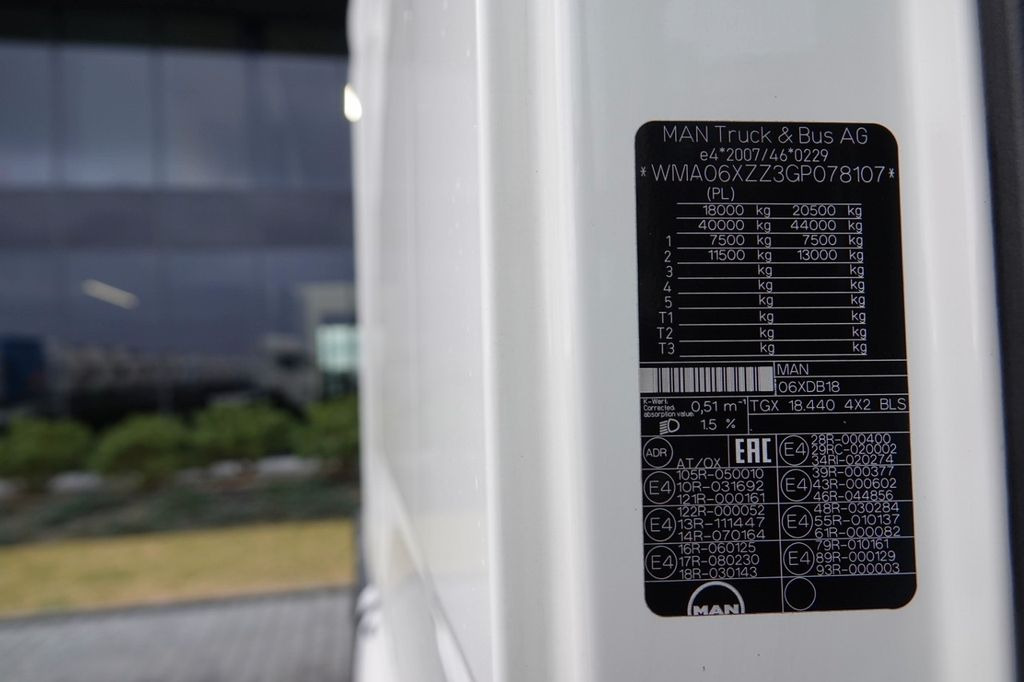 MAN Truck & Bus AG
e4*2007/46*0229
*WMA06XZZ3GP078107*
(PL)
18000 kg 20500 kg
40000 kg 44000 kg
1 7500 kg 7500 kg
2 11500 kg 13000 kg
3 kg kg
4 kg kg
5 kg kg
T1 kg kg
T2 kg kg
T3 kg kg
MAN
06XDB18
K-Wert:
Corrected
absorption value:
0,51 m⁻¹
1.5 %
TGX 18.440 4X2 BLS
ADR
AT/OX
EAC
E4
28R-000400
29RC-020002
34RI-020274
E4
105R-050010
10R-031692
121R-000161
E4
39R-000377
43R-000602
46R-044856
E4
122R-000052
13R-111447
14R-070164
E4
48R-030284
55R-010137
61R-000082
E4
16R-060125
17R-080230
18R-030143
E4
79R-010161
89R-000129
93R-000003
MAN